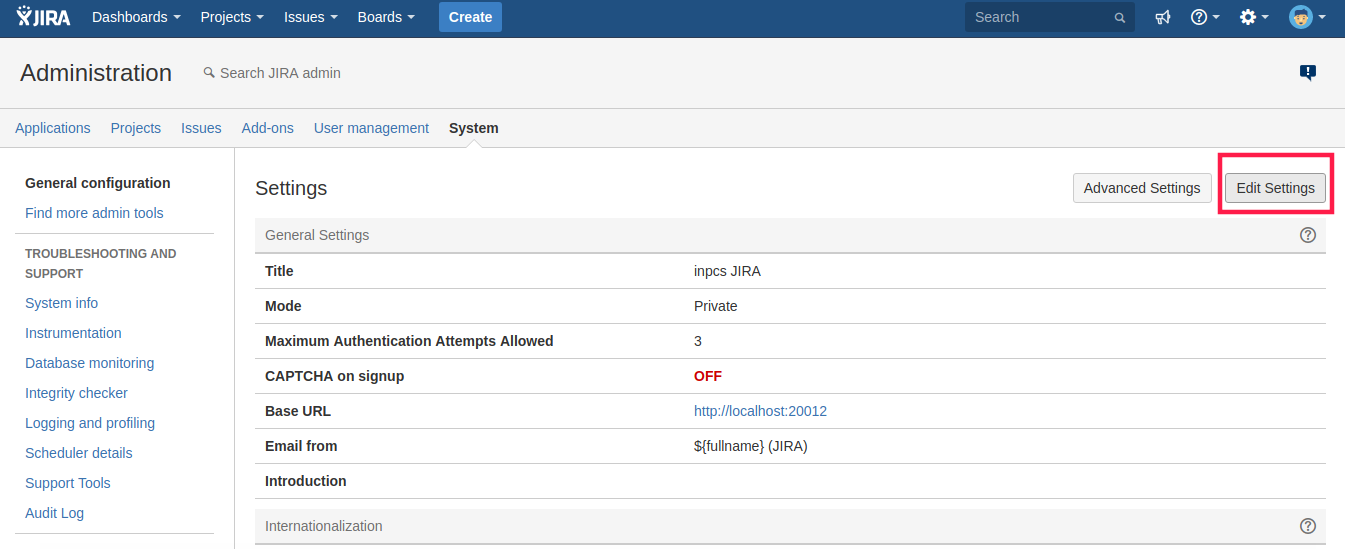 JIRA Dashboards Projects Issues Boards Create Search
Administration Search JIRA admin
Applications Projects Issues Add-ons User management System
General configuration
Find more admin tools
TROUBLESHOOTING AND
SUPPORT
System info
Instrumentation
Database monitoring
Integrity checker
Logging and profiling
Scheduler details
Support Tools
Audit Log
Settings Advanced Settings Edit Settings
General Settings
Title inpcs JIRA
Mode Private
Maximum Authentication Attempts Allowed 3
CAPTCHA on signup OFF
Base URL http://localhost:20012
Email from ${fullname} (JIRA)
Introduction
Internationalization